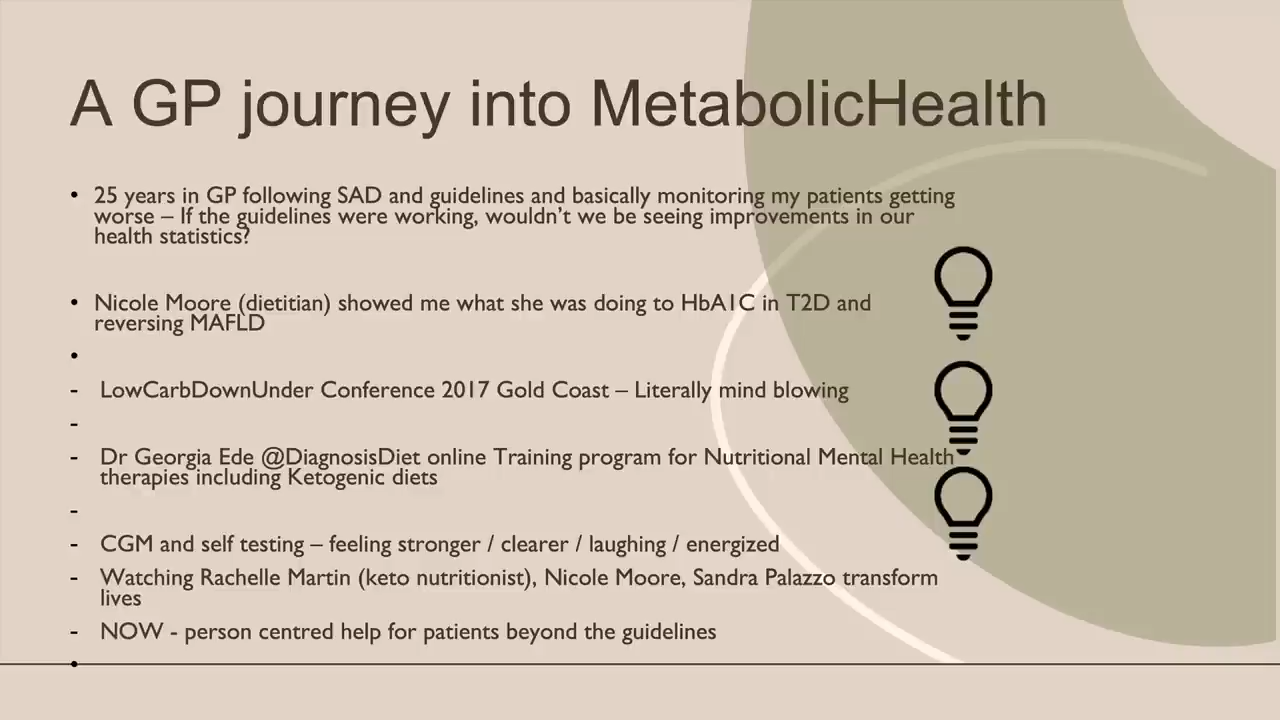 A GP journey into MetabolicHealth
• 25 years in GP following SAD and guidelines and basically monitoring my patients getting
worse – If the guidelines were working, wouldn't we be seeing improvements in our
health statistics?
• Nicole Moore (dietitian) showed me what she was doing to HbA1C in T2D and
reversing MAFLD
•
- LowCarbDownUnder Conference 2017 Gold Coast – Literally mind blowing
-
- Dr Georgia Ede @DiagnosisDiet online Training program for Nutritional Mental Health
therapies including Ketogenic diets
-
- CGM and self testing – feeling stronger / clearer / laughing / energized
- Watching Rachelle Martin (keto nutritionist), Nicole Moore, Sandra Palazzo transform
lives
- NOW - person centred help for patients beyond the guidelines
•